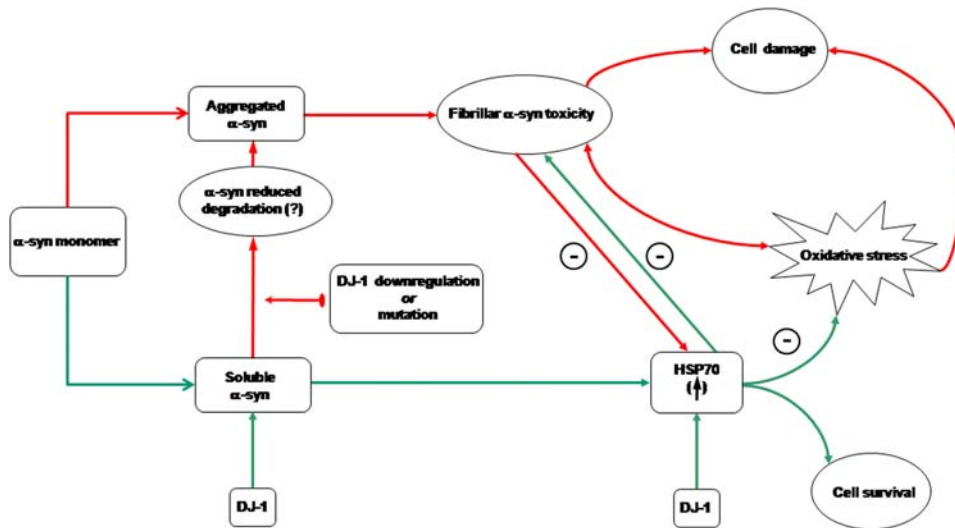 Cell damage
Aggregated
α-syn
Fibrillar α-syn toxicity
α-syn reduced
degradation (?)
α-syn monomer
-
-
Oxidative stress
DJ-1 downregulation
or
mutation
-
Soluble
α-syn
HSP70
(↑)
Cell survival
DJ-1
DJ-1